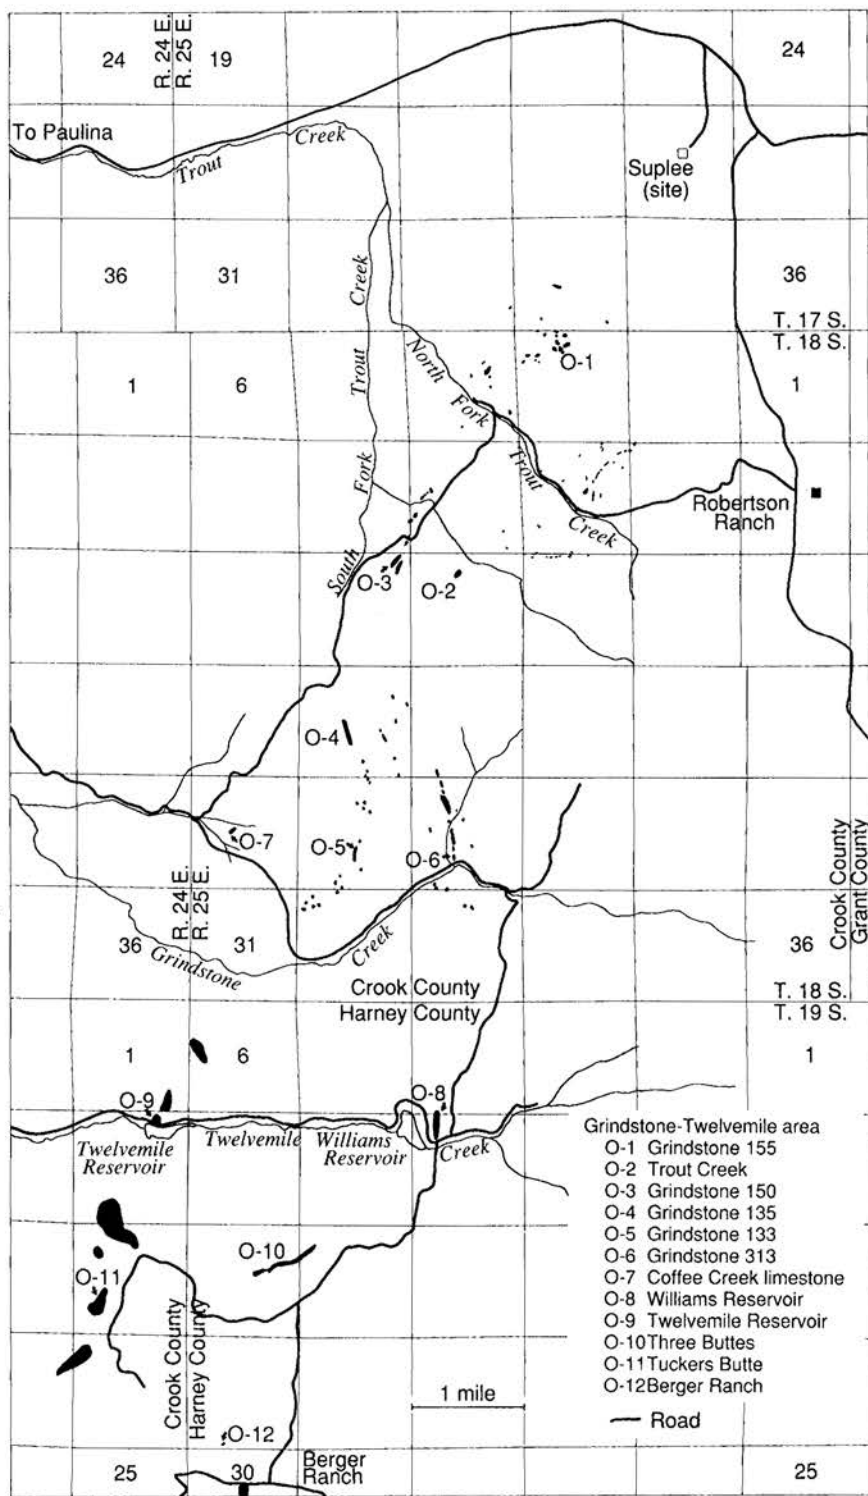 24
R. 24 E.
R. 25 E.
19
24
To Paulina
Trout
Creek
Suplee
(site)
36
31
36
Creek
T. 17 S.
T. 18 S.
North
O-1
1
6
Trout
Fork
1
Fork
Trout
Robertson
Ranch
Creek
South
O-3
O-2
O-4
O-7
O-5
O-6
R. 24 E.
R. 25 E.
Crook County
Grant County
36
31
Grindstone
Creek
36
Crook County
Harney County
T. 18 S.
T. 19 S.
1
6
1
O-9
O-8
Twelvemile
Reservoir
Twelvemile
Williams
Reservoir
Creek
Grindstone-Twelvemile area
O-1 Grindstone 155
O-2 Trout Creek
O-3 Grindstone 150
O-4 Grindstone 135
O-5 Grindstone 133
O-6 Grindstone 313
O-7 Coffee Creek limestone
O-8 Williams Reservoir
O-9 Twelvemile Reservoir
O-10 Three Buttes
O-11 Tuckers Butte
O-12 Berger Ranch
Road
O-10
O-11
Crook County
Harney County
1 mile
O-12
25
30
Berger
Ranch
25